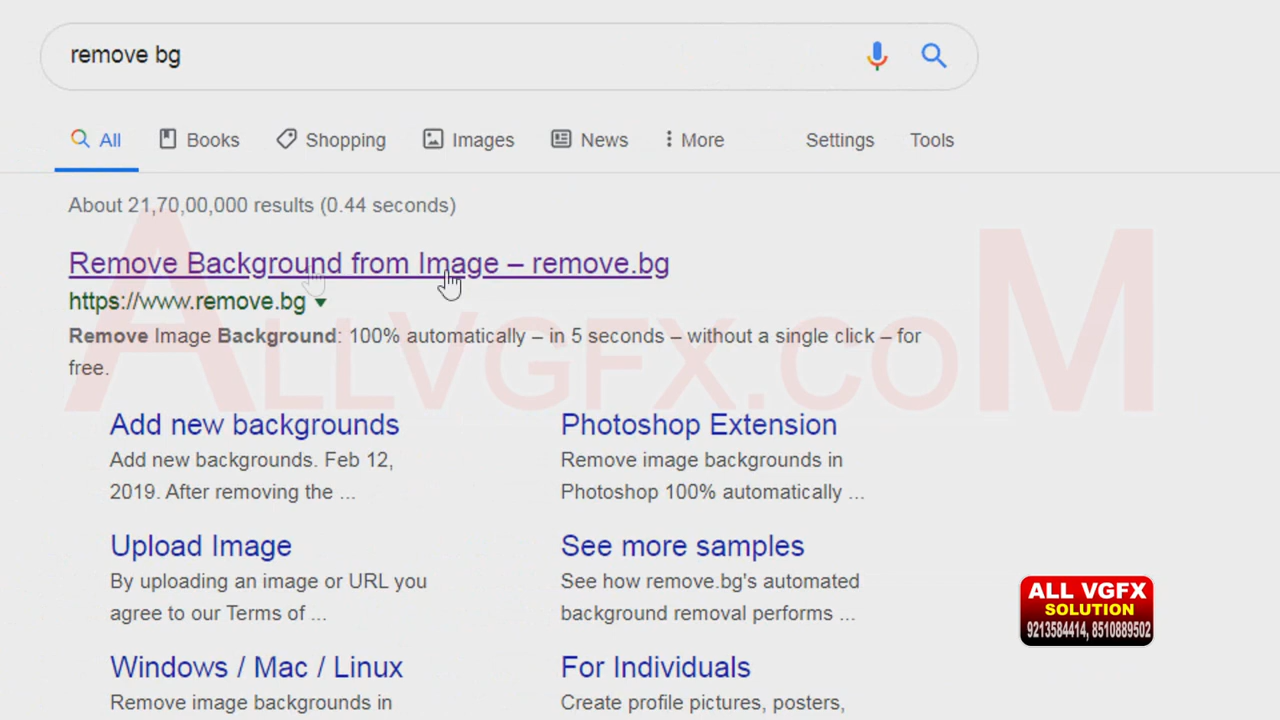 remove bg
All Books Shopping Images News More Settings Tools
About 21,70,00,000 results (0.44 seconds)
Remove Background from Image – remove.bg
https://www.remove.bg
Remove Image Background: 100% automatically – in 5 seconds – without a single click – for
free.
ALLVGFX.COM
Add new backgrounds
Add new backgrounds. Feb 12,
2019. After removing the ...
Photoshop Extension
Remove image backgrounds in
Photoshop 100% automatically ...
Upload Image
By uploading an image or URL you
agree to our Terms of ...
See more samples
See how remove.bg's automated
background removal performs ...
ALL VGFX
SOLUTION
9213584414, 8510889502
Windows / Mac / Linux
Remove image backgrounds in
For Individuals
Create profile pictures, posters,